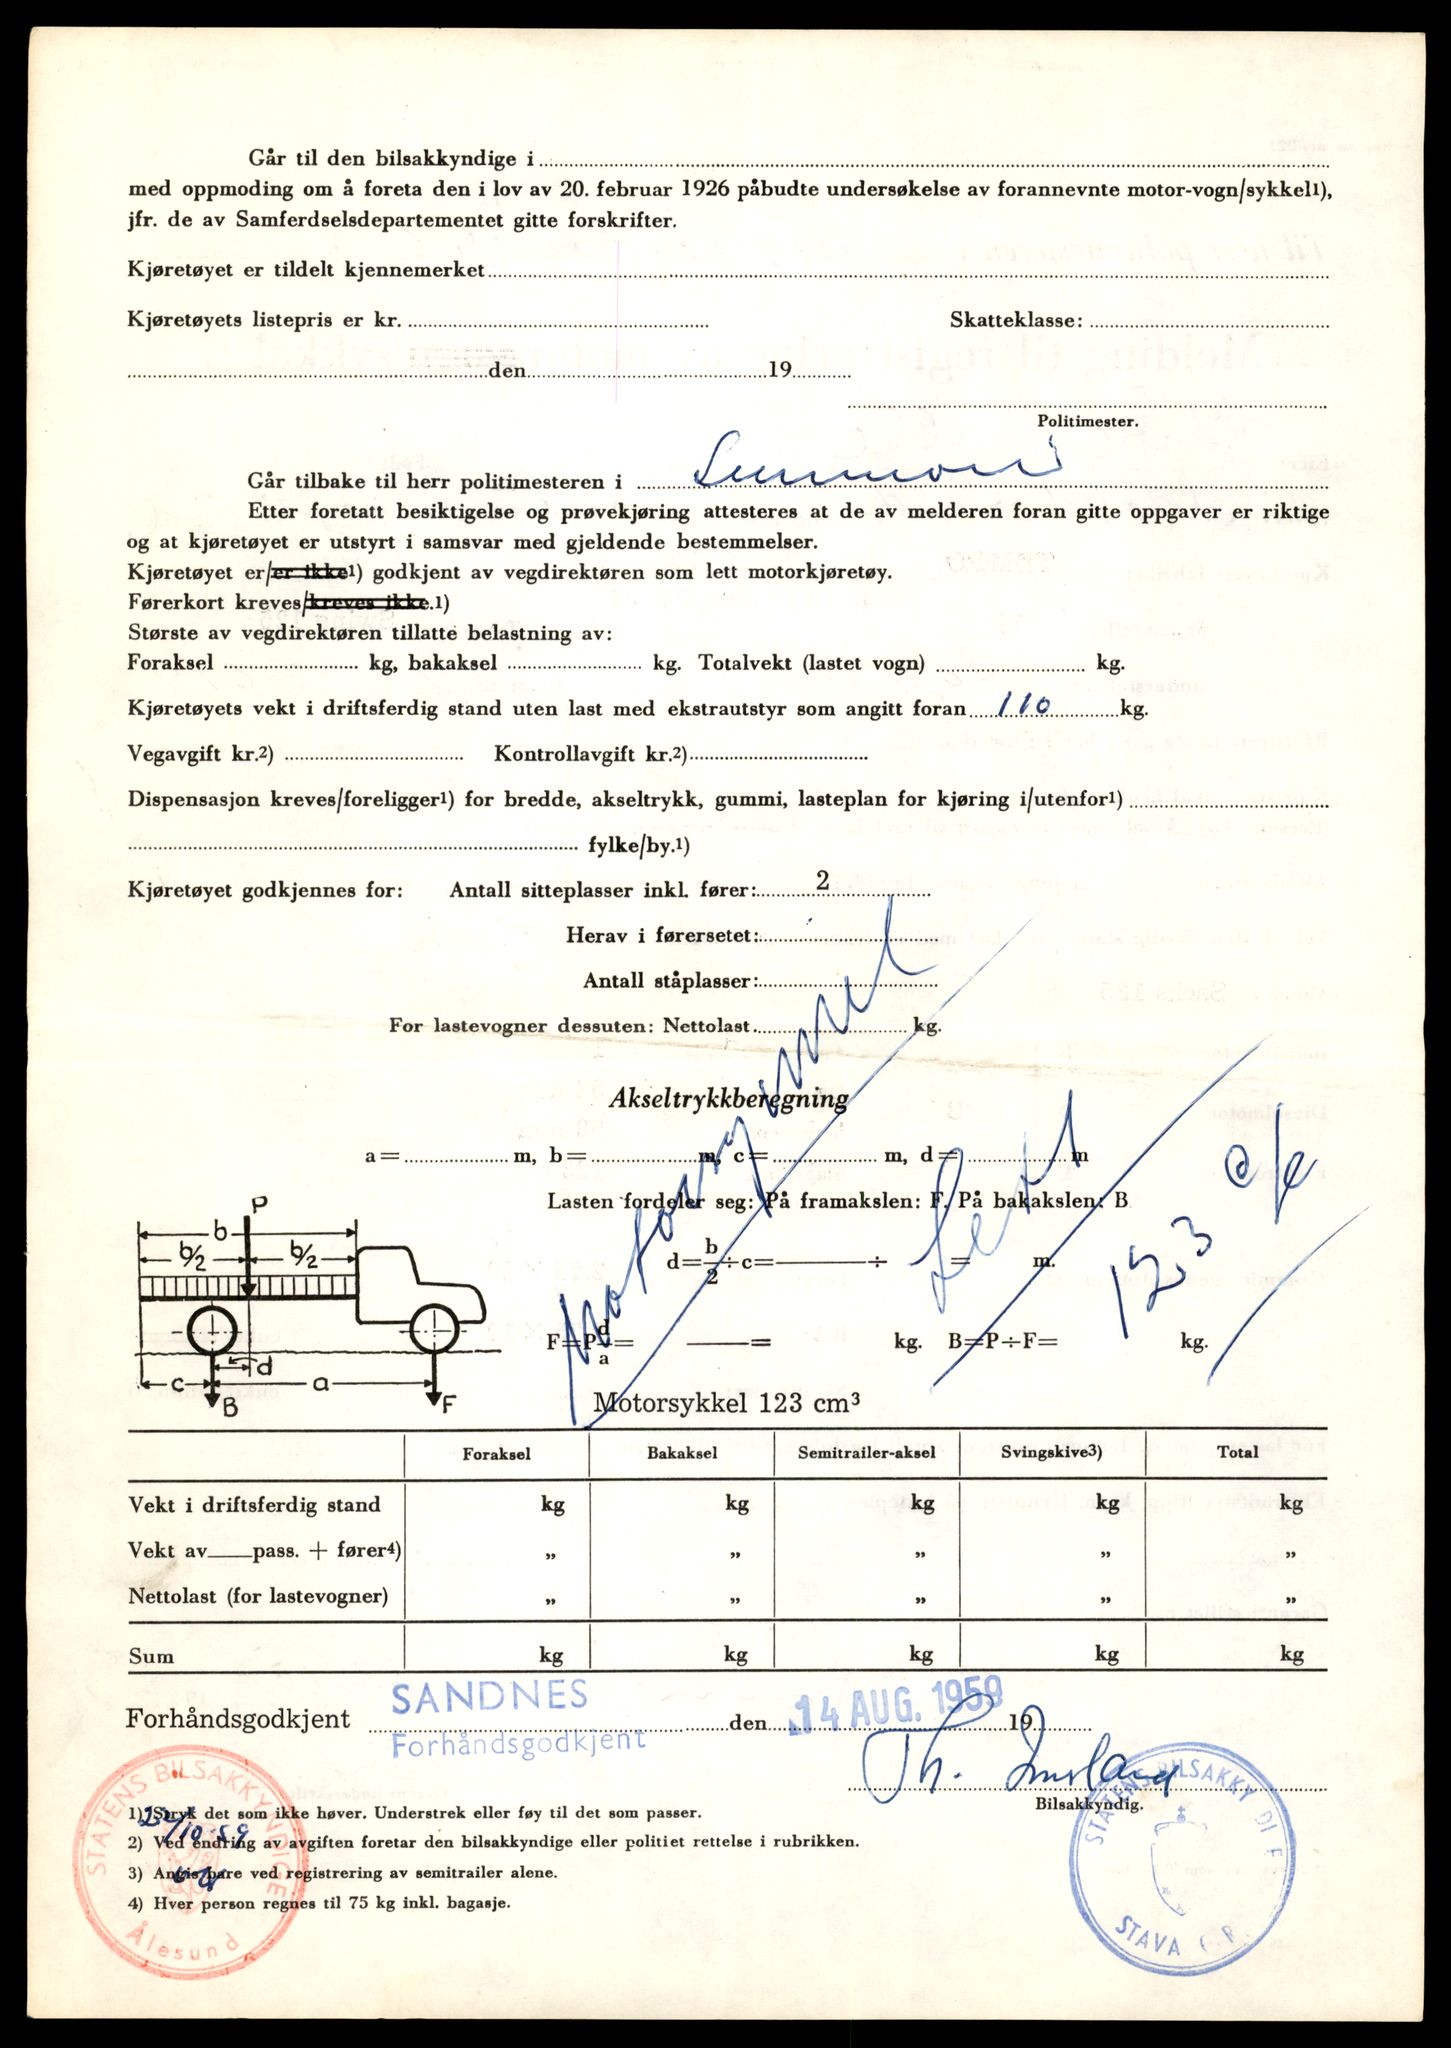 Går til den bilsakkyndige i
med oppmoding om å foreta den i lov av 20. februar 1926 påbudte undersøkelse av forannevnte motor-vogn/sykkel1),
jfr. de av Samferdselsdepartementet gitte forskrifter.
Kjøretøyet er tildelt kjennemerket
Kjøretøyets listepris er kr. Skatteklasse:
den 19
Politimester.
Går tilbake til herr politimesteren i Sunnmøre
Etter foretatt besiktigelse og prøvekjøring attesteres at de av melderen foran gitte oppgaver er riktige
og at kjøretøyet er utstyrt i samsvar med gjeldende bestemmelser.
Kjøretøyet er/er ikke1) godkjent av vegdirektøren som lett motorkjøretøy.
Førerkort kreves/kreves ikke.1)
Største av vegdirektøren tillatte belastning av:
Foraksel kg, bakaksel kg. Totalvekt (lastet vogn) kg.
Kjøretøyets vekt i driftsferdig stand uten last med ekstrautstyr som angitt foran 110 kg.
Vegavgift kr.2) Kontrollavgift kr.2)
Dispensasjon kreves/foreligger1) for bredde, akseltrykk, gummi, lasteplan for kjøring i/utenfor1)
fylke/by.1)
Kjøretøyet godkjennes for: Antall sitteplasser inkl. fører: 2
Herav i førersetet:
Antall ståplasser:
For lastevogner dessuten: Nettolast. kg.
Akseltrykkberegning
a = m, b = m, c = m, d = m
Lasten fordeler seg: På framakslen: F. På bakakslen: B
d = b/2 ÷ c = ÷ = m.
F = P d/a = = kg. B = P ÷ F = kg.
P
b
b/2 b/2
d
c a
B F
123 c/c
Motorsykkel 123 cm³
Foraksel Bakaksel Semitrailer-aksel Svingskive3) Total
Vekt i driftsferdig stand kg kg kg kg kg
Vekt av pass. + fører4) „ „ „ „ „
Nettolast (for lastevogner) „ „ „ „ „
Sum kg kg kg kg kg
SANDNES
Forhåndsgodkjent den 14 AUG. 1959 19
Forhåndsgodkjent
Th.
Bilsakkyndig.
1) Stryk det som ikke høver. Understrek eller føy til det som passer.
2) Ved endring av avgiften foretar den bilsakkyndige eller politiet rettelse i rubrikken.
3) Angis bare ved registrering av semitrailer alene.
4) Hver person regnes til 75 kg inkl. bagasje.
STATENS BILSAKKYNDIGE
Ålesund
STATENS BILSAKKYNDIGE
STAVANGER